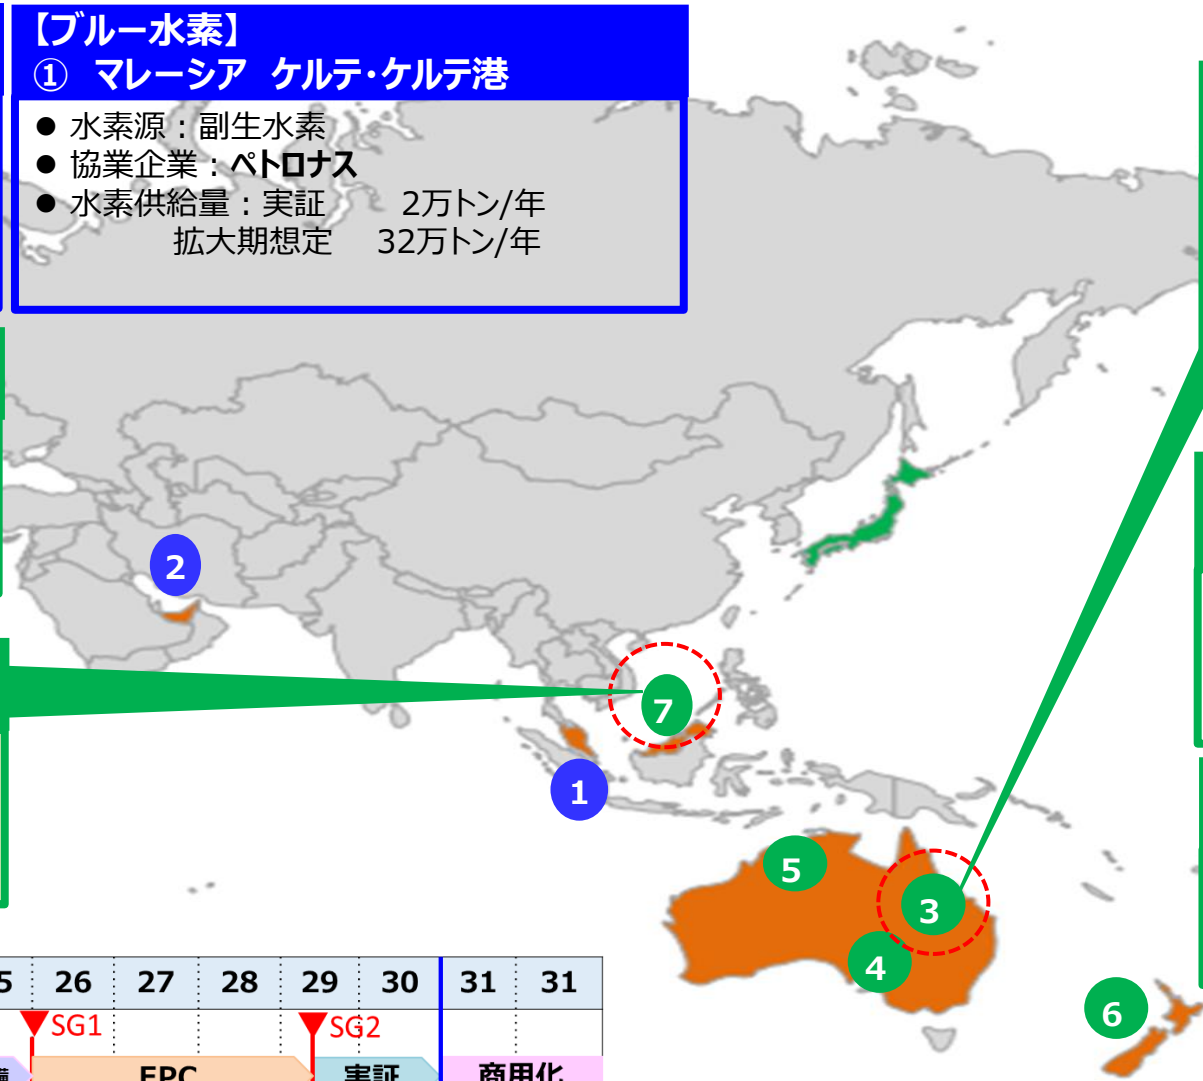 【ブルー水素】
① マレーシア ケルテ・ケルテ港
● 水素源：副生水素
● 協業企業：ペトロナス
● 水素供給量：実証 2万トン/年
拡大期想定 32万トン/年
2
7
1
5
3
4
6
5 26 27 28 29 30 31 31
SG1 SG2
EPC 実証 商用化